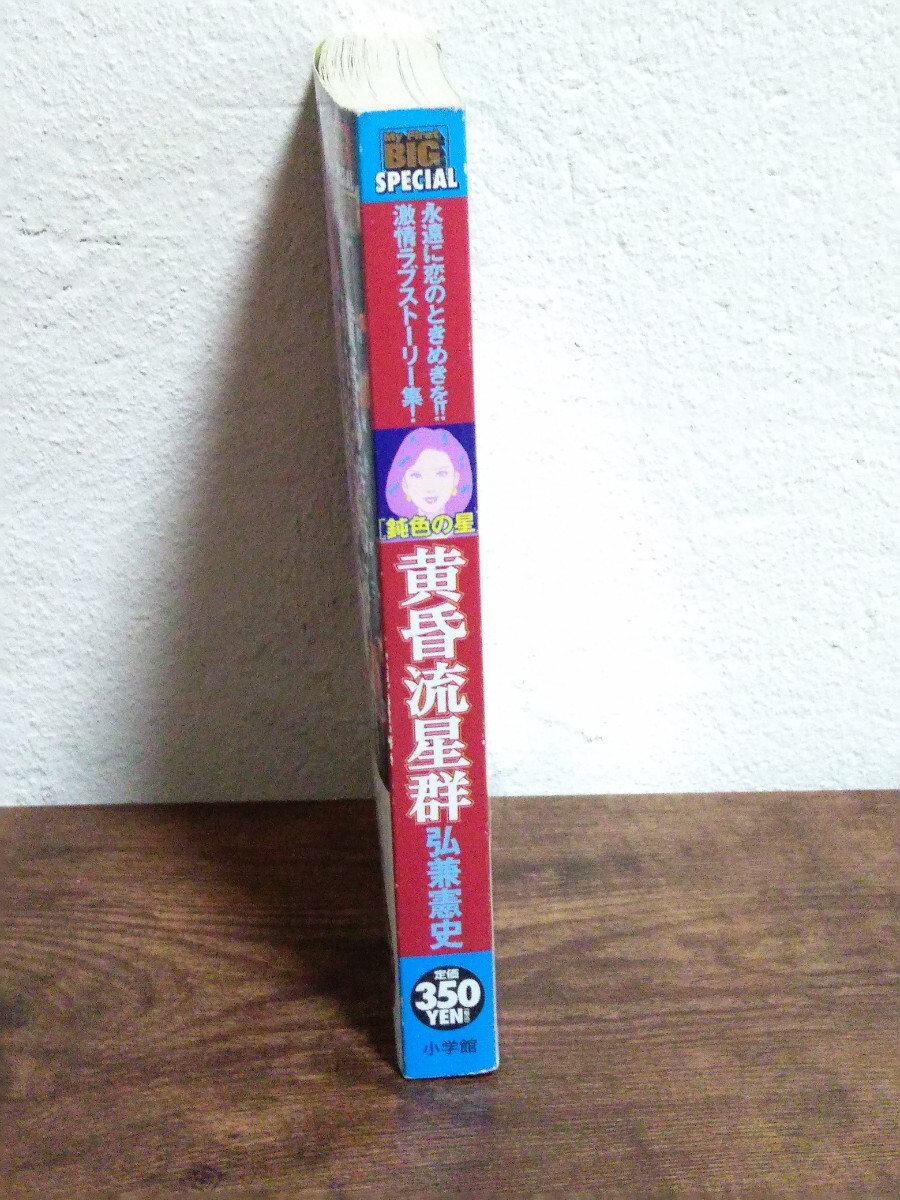 My First
BIG
SPECIAL
永遠に恋のときめきを!!
激情ラブストーリー集!
「鈍色の星」
黄昏流星群
弘兼憲史
定価
350
YEN
小学館